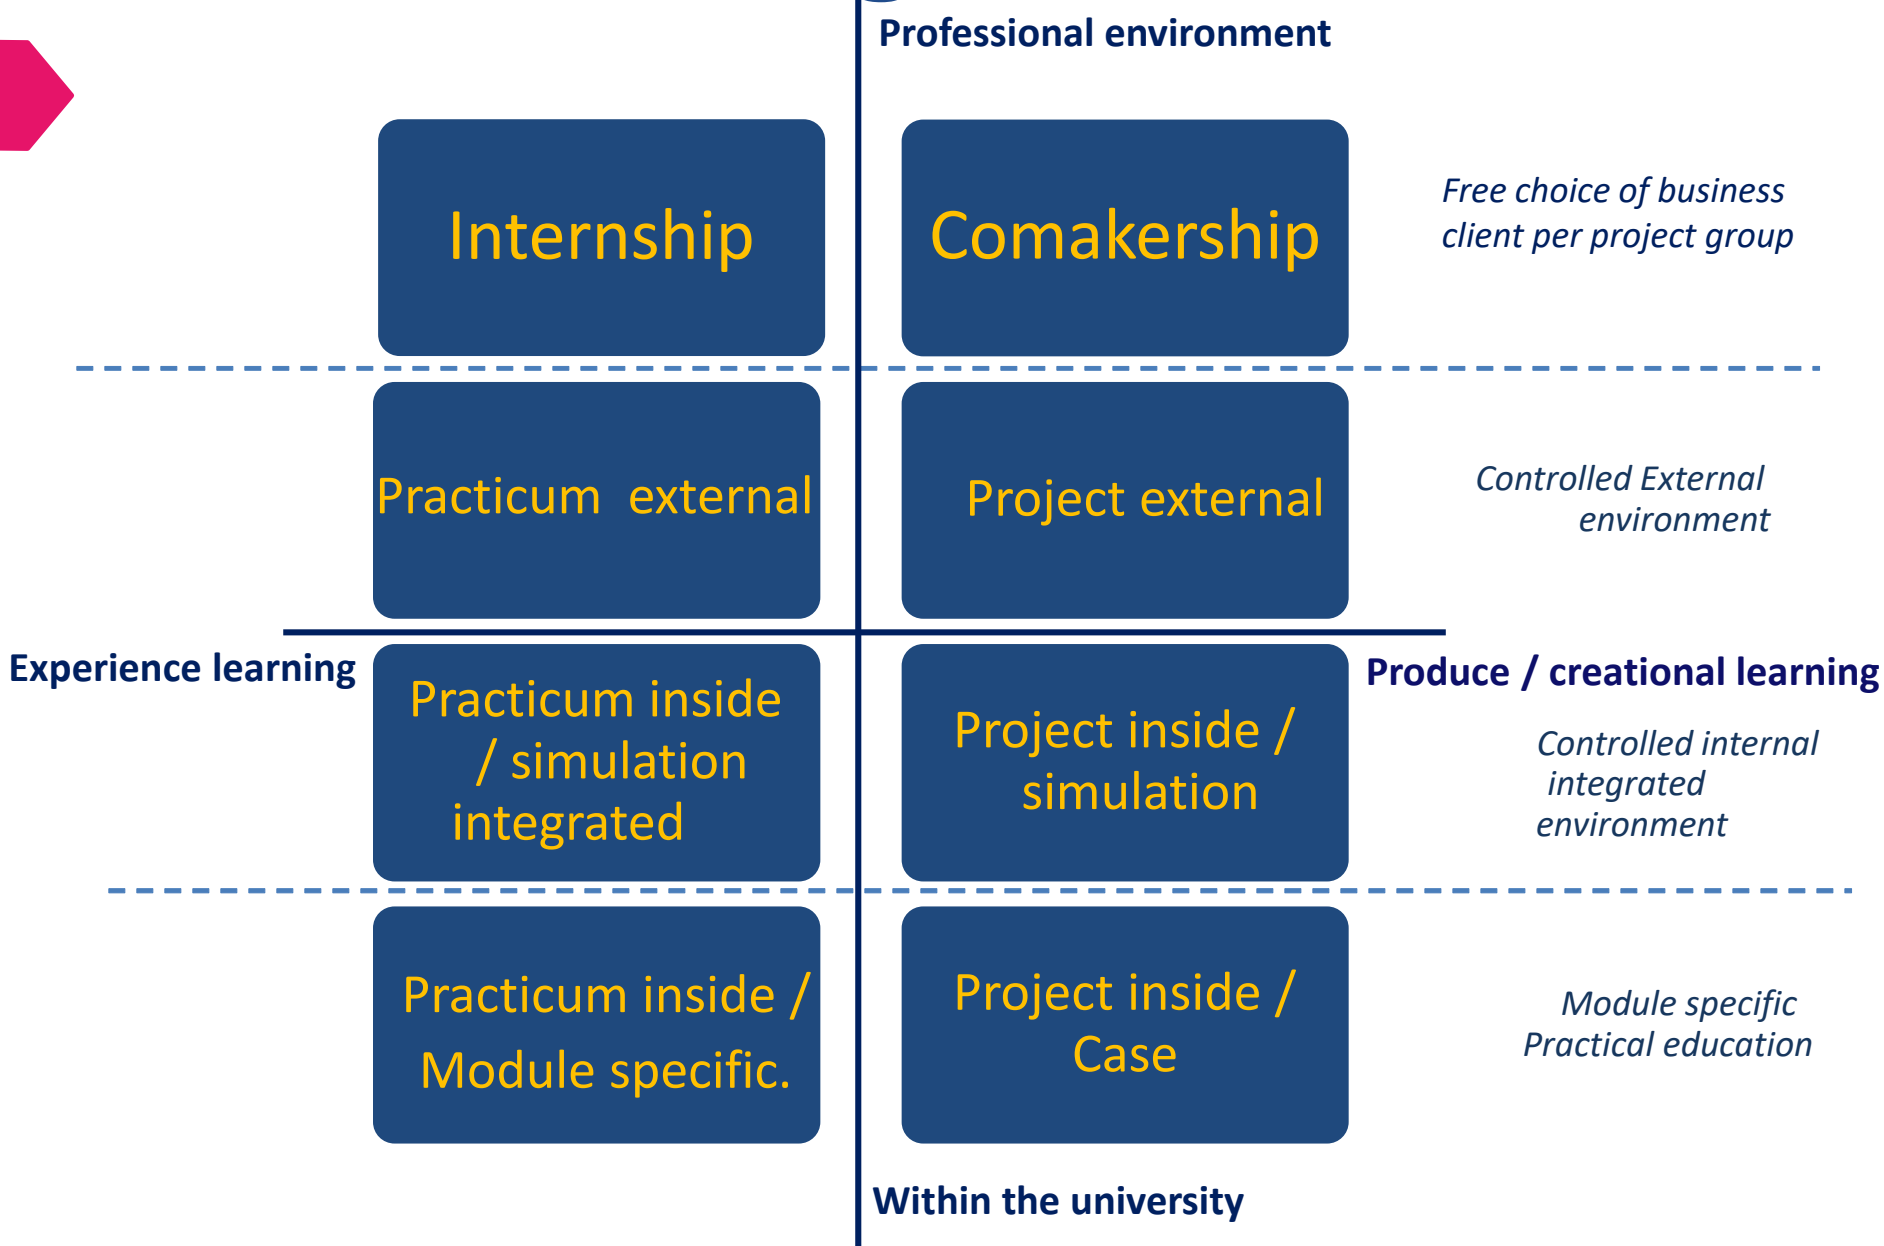 Professional environment
Internship
Comakership
Free choice of business
client per project group
Practicum  external
Project external
Controlled External
environment
Experience learning
Produce / creational learning
Practicum inside
/ simulation
integrated
Project inside /
simulation
Controlled internal
integrated
environment
Practicum inside /
Module specific.
Project inside /
Case
Module specific
Practical education
Within the university